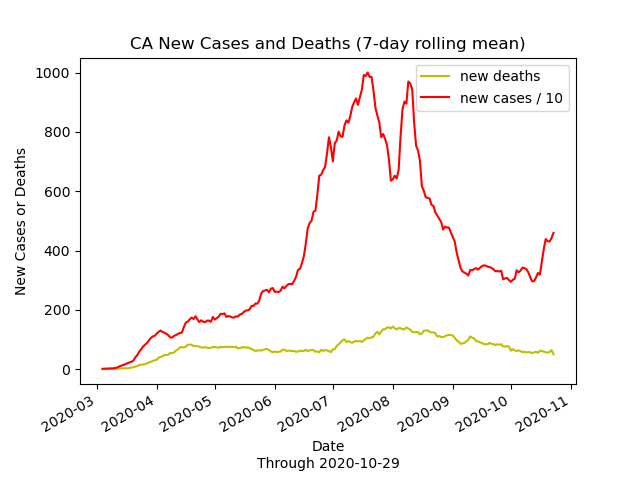 CA New Cases and Deaths (7-day rolling mean)
new deaths
new cases / 10
New Cases or Deaths
1000
800
600
400
200
0
2020-03
2020-04
2020-05
2020-06
2020-07
2020-08
2020-09
2020-10
2020-11
Date
Through 2020-10-29